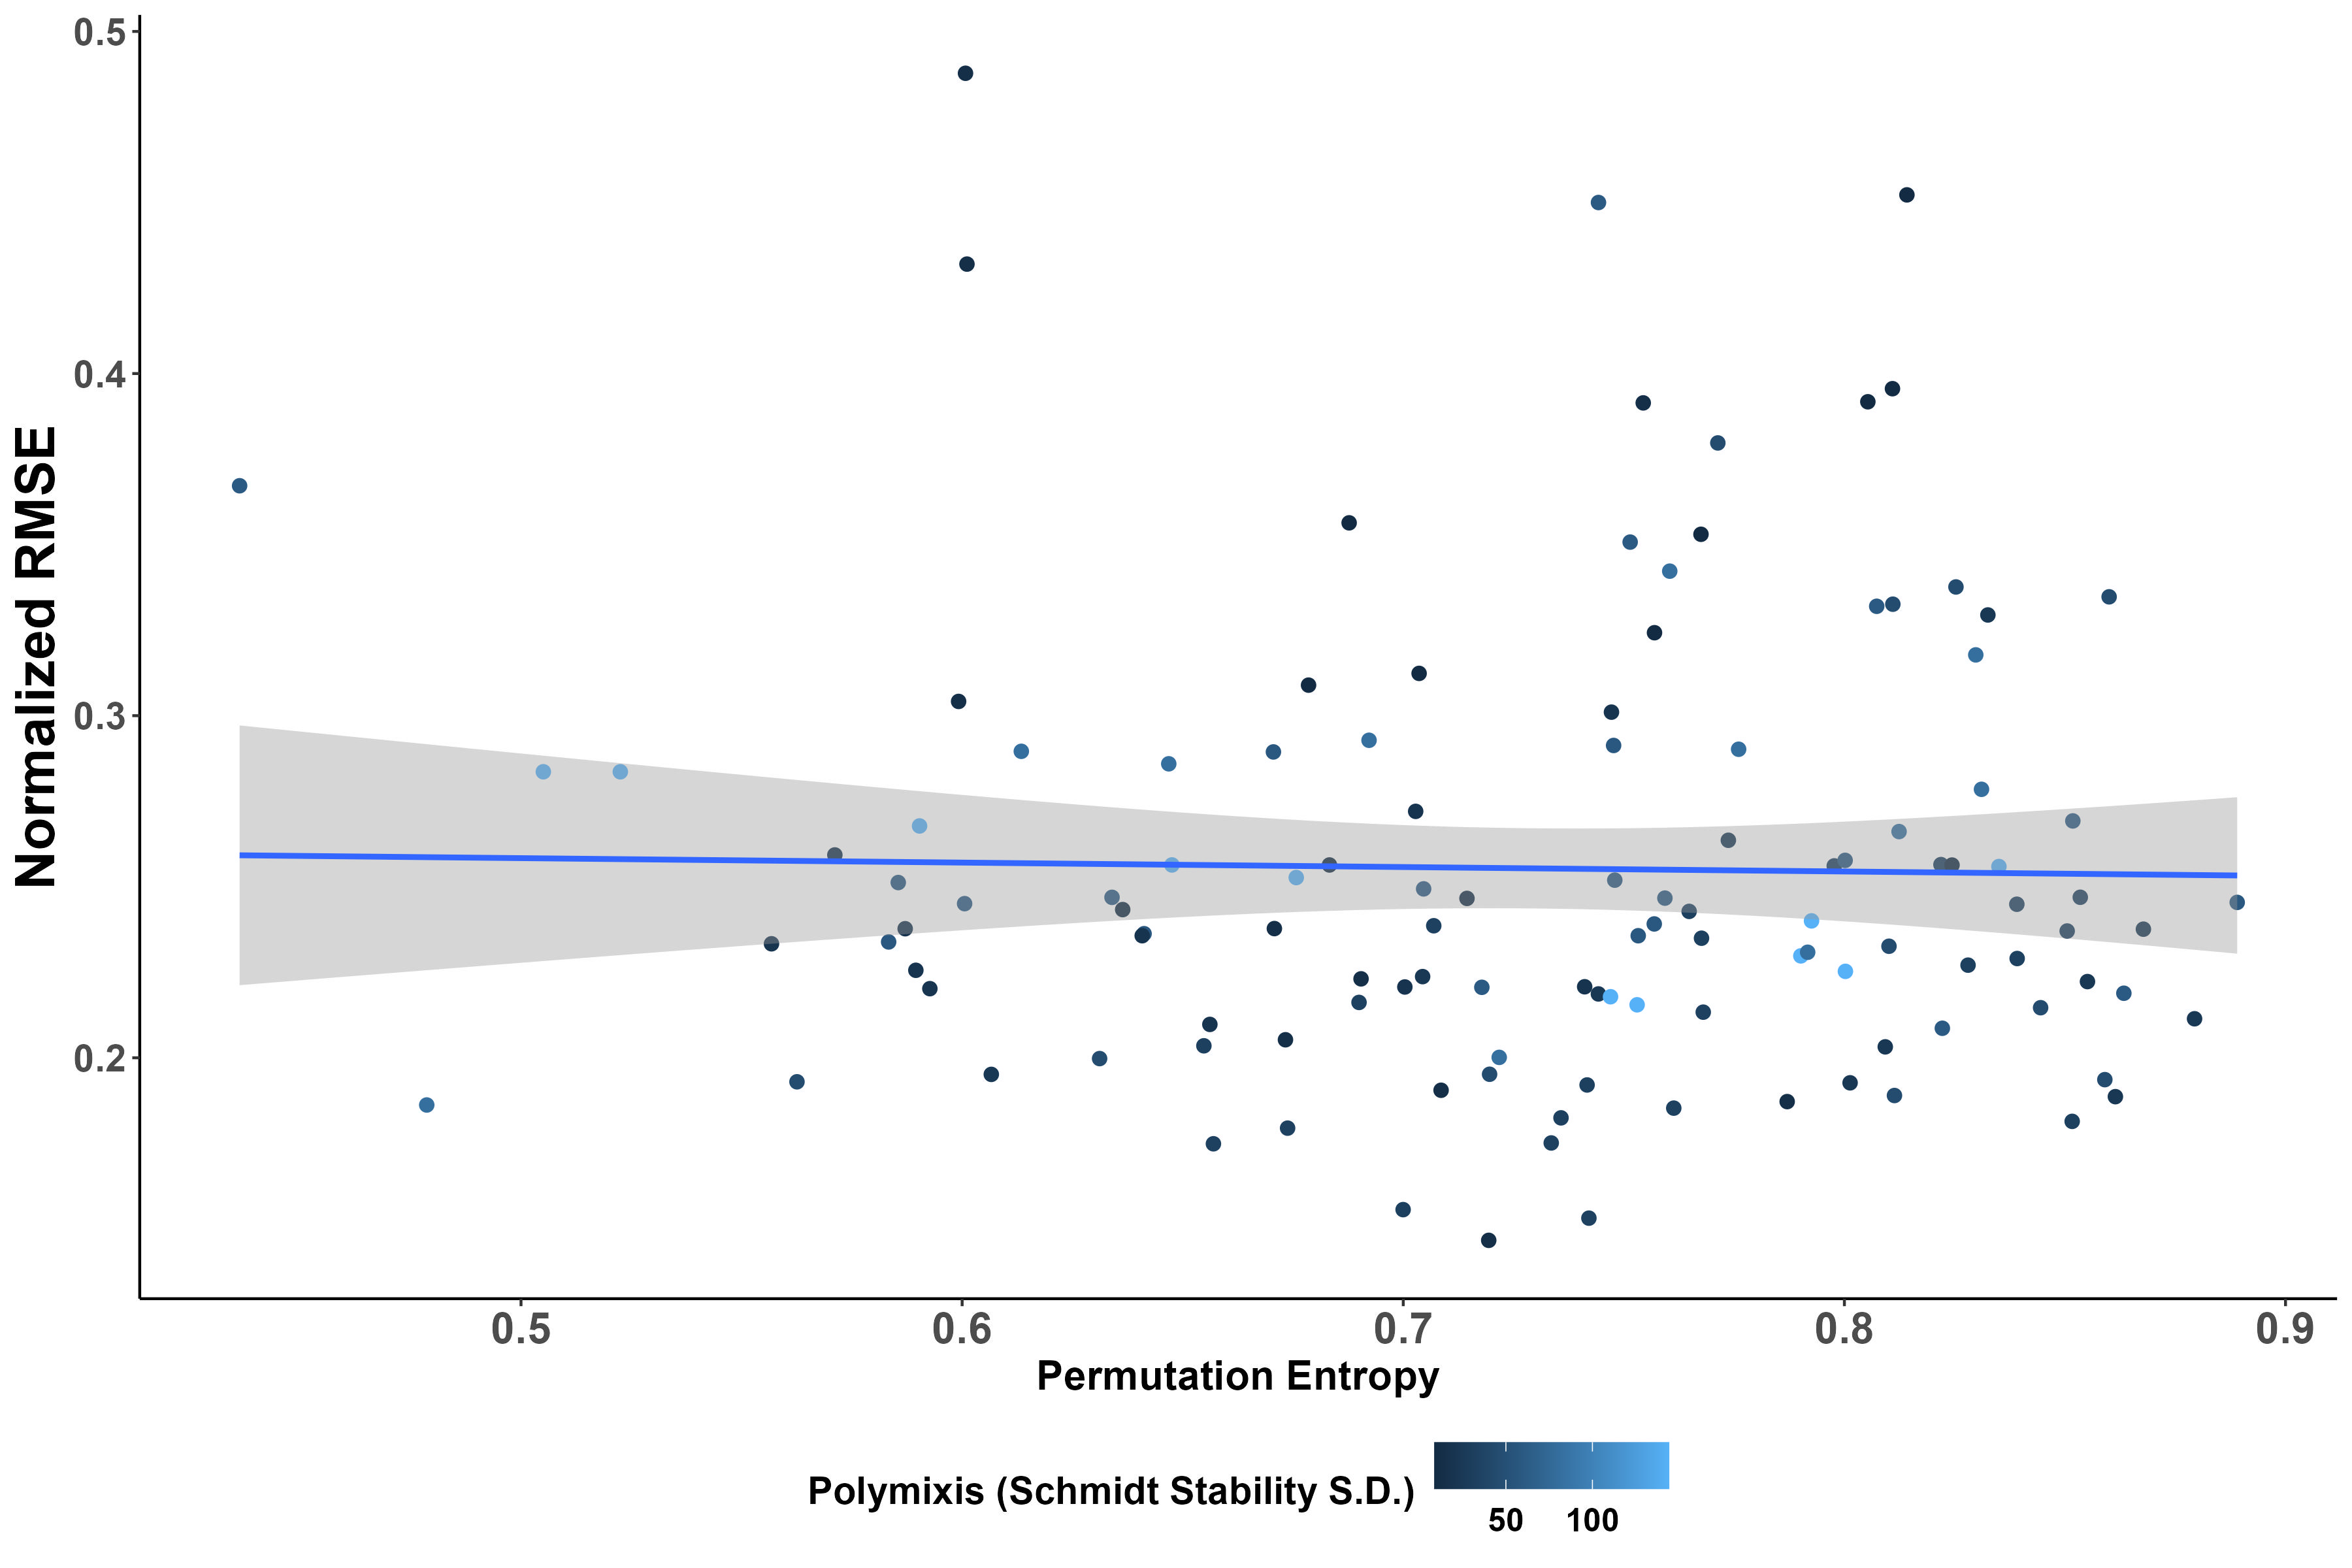 0.5
0.4
0.3
0.2
Normalized RMSE
0.5 0.6 0.7 0.8 0.9
Permutation Entropy
Polymixis (Schmidt Stability S.D.)
50 100